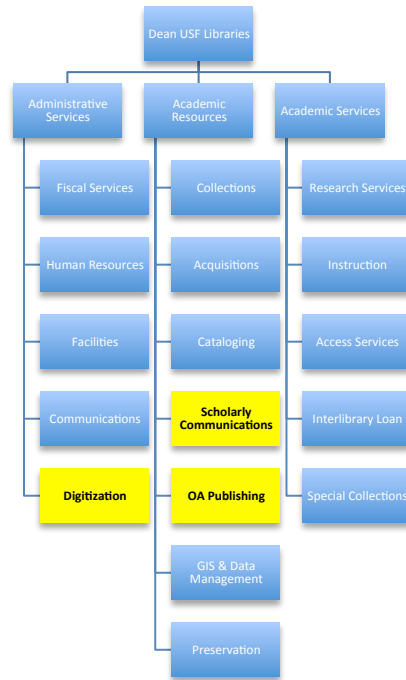 Dean USF Libraries
Administrative
Services
Academic
Resources
Academic Services
Fiscal Services
Collections
Research Services
Human Resources
Acquisitions
Instruction
Facilities
Cataloging
Access Services
Communications
Scholarly
Communications
Interlibrary Loan
Digitization
OA Publishing
Special Collections
GIS & Data
Management
Preservation